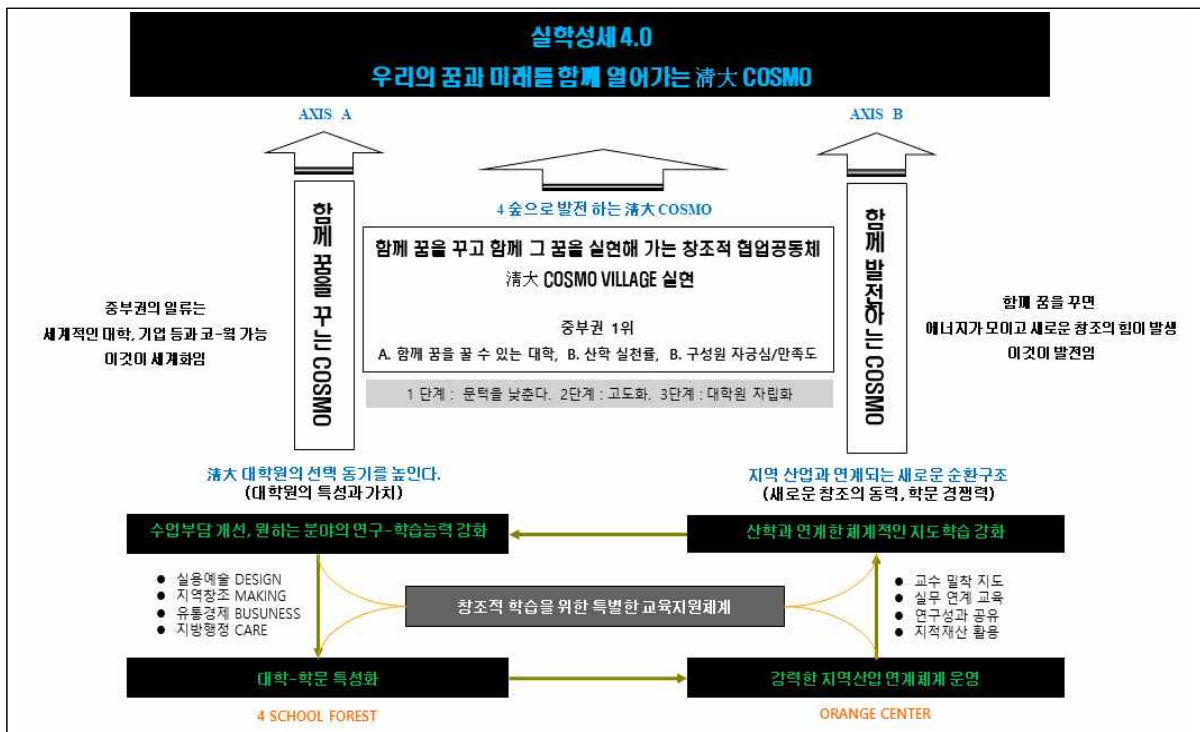 실학성세 4.0
우리의 꿈과 미래를 함께 열어가는 淸大 COSMO
AXIS A
AXIS B
4 숲으로 발전 하는 淸大 COSMO
함께 꿈을 꾸는 COSMO
함께 꿈을 꾸고 함께 그 꿈을 실현해 가는 창조적 협업공동체
淸大 COSMO VILLAGE 실현
중부권 1위
A. 함께 꿈을 꿀 수 있는 대학, B. 산학 실천률, B. 구성원 자긍심/만족도
1 단계 : 문턱을 낮춘다. 2단계 : 고도화. 3단계 : 대학원 자립화
함께 발전하는 COSMO
중부권의 일류는
세계적인 대학, 기업 등과 코-웍 가능
이것이 세계화임
함께 꿈을 꾸면
에너지가 모이고 새로운 창조의 힘이 발생
이것이 발전임
淸大 대학원의 선택 동기를 높인다.
(대학원의 특성과 가치)
지역 산업과 연계되는 새로운 순환구조
(새로운 창조의 동력, 학문 경쟁력)
수업부담 개선, 원하는 분야의 연구-학습능력 강화
산학과 연계한 체계적인 지도학습 강화
● 실용예술 DESIGN
● 지역창조 MAKING
● 유통경제 BUSUNESS
● 지방행정 CARE
창조적 학습을 위한 특별한 교육지원체계
● 교수 밀착 지도
● 실무 연계 교육
● 연구성과 공유
● 지적재산 활용
대학-학문 특성화
강력한 지역산업 연계체계 운영
4 SCHOOL FOREST
ORANGE CENTER